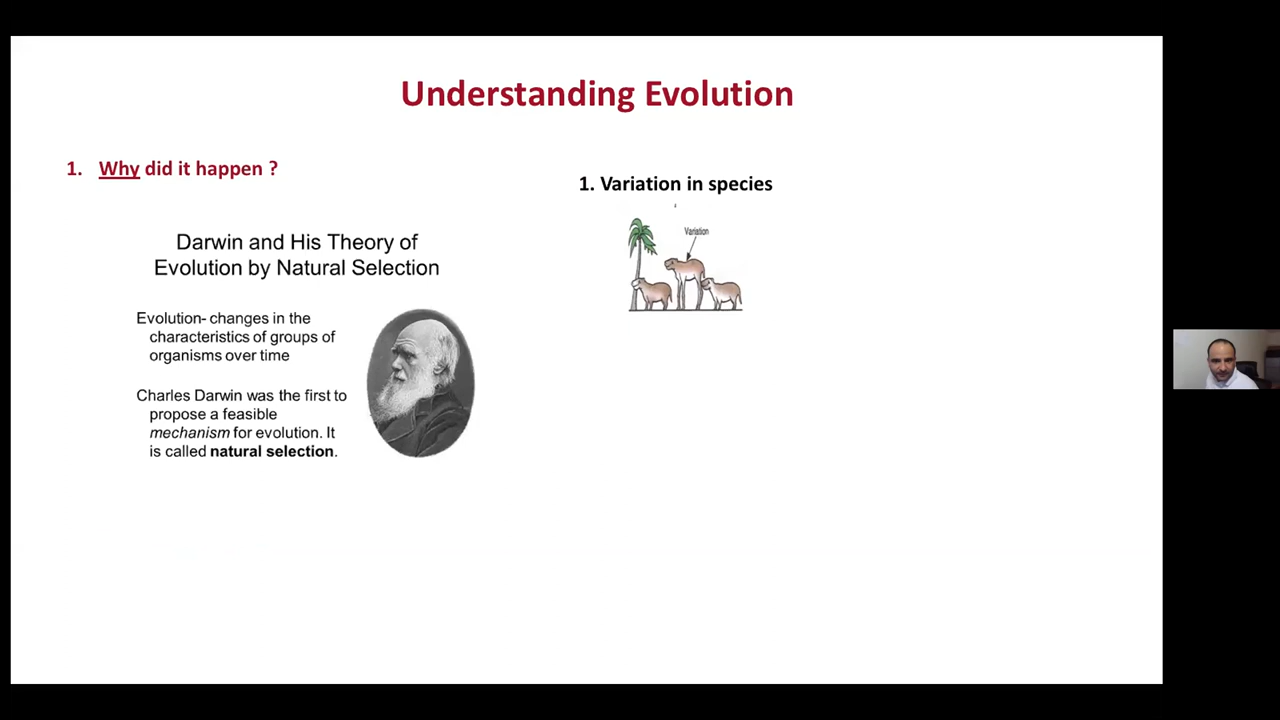 Understanding Evolution
1. Why did it happen ?
Darwin and His Theory of
Evolution by Natural Selection
Evolution- changes in the
characteristics of groups of
organisms over time
Charles Darwin was the first to
propose a feasible
mechanism for evolution. It
is called natural selection.
1. Variation in species
Variation